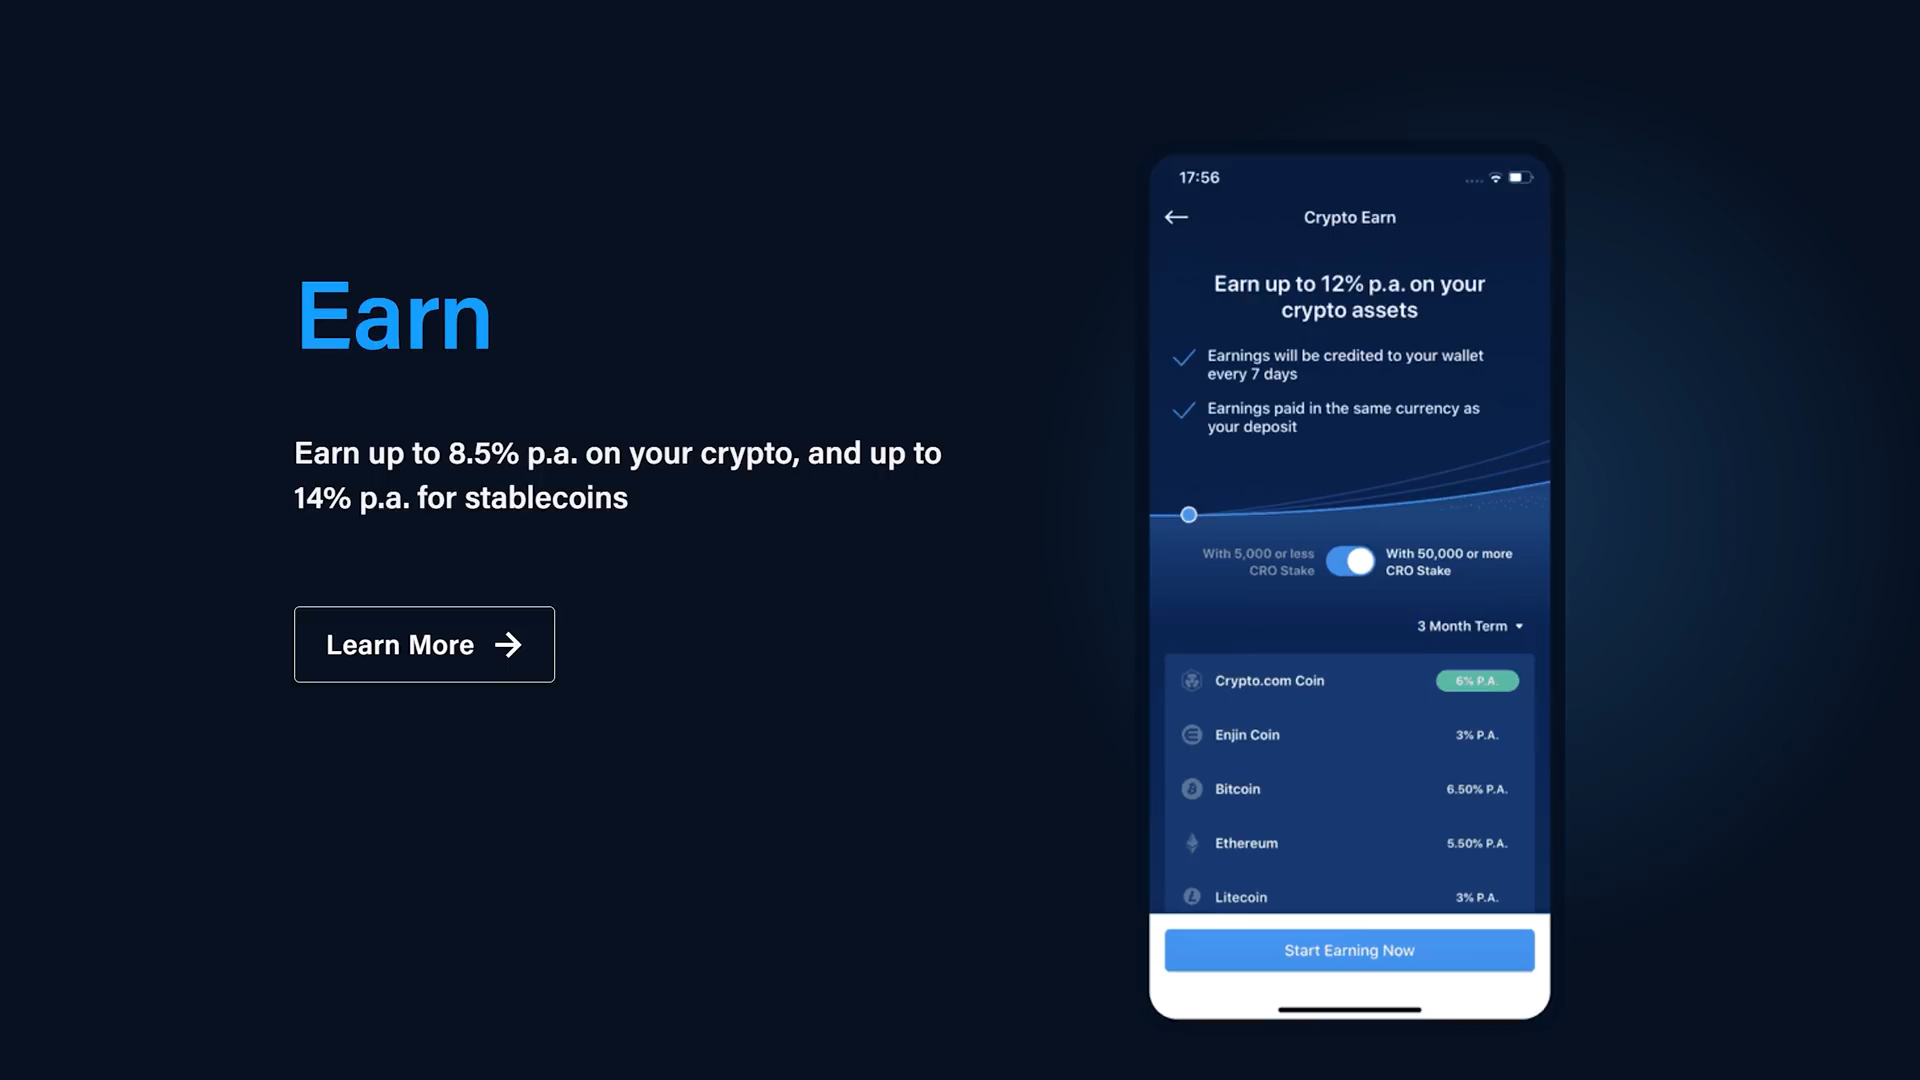 Earn
Earn up to 8.5% p.a. on your crypto, and up to
14% p.a. for stablecoins
Learn More
17:56
Crypto Earn
Earn up to 12% p.a. on your
crypto assets
Earnings will be credited to your wallet
every 7 days
Earnings paid in the same currency as
your deposit
With 5,000 or less
CRO Stake
With 50,000 or more
CRO Stake
3 Month Term
Crypto.com Coin 6% P.A.
Enjin Coin 3% P.A.
Bitcoin 6.50% P.A.
Ethereum 5.50% P.A.
Litecoin 3% P.A.
Start Earning Now